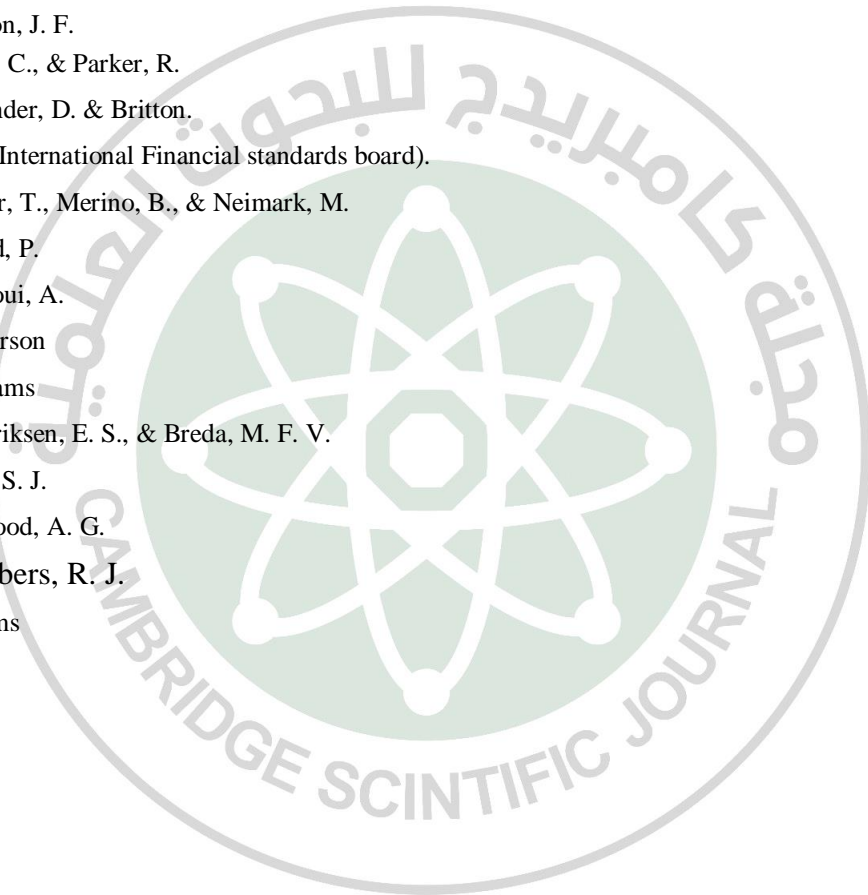 on, J. F.
C., & Parker, R.
nder, D. & Britton.
International Financial standards board).
r, T., Merino, B., & Neimark, M.
d, P.
oui, A.
rson
ams
riksen, E. S., & Breda, M. F. V.
S. J.
ood, A. G.
bers, R. J.
ns
مجلة كامبريدج للبحوث العلمية
CAMBRIDGE SCINTIFIC JOURNAL